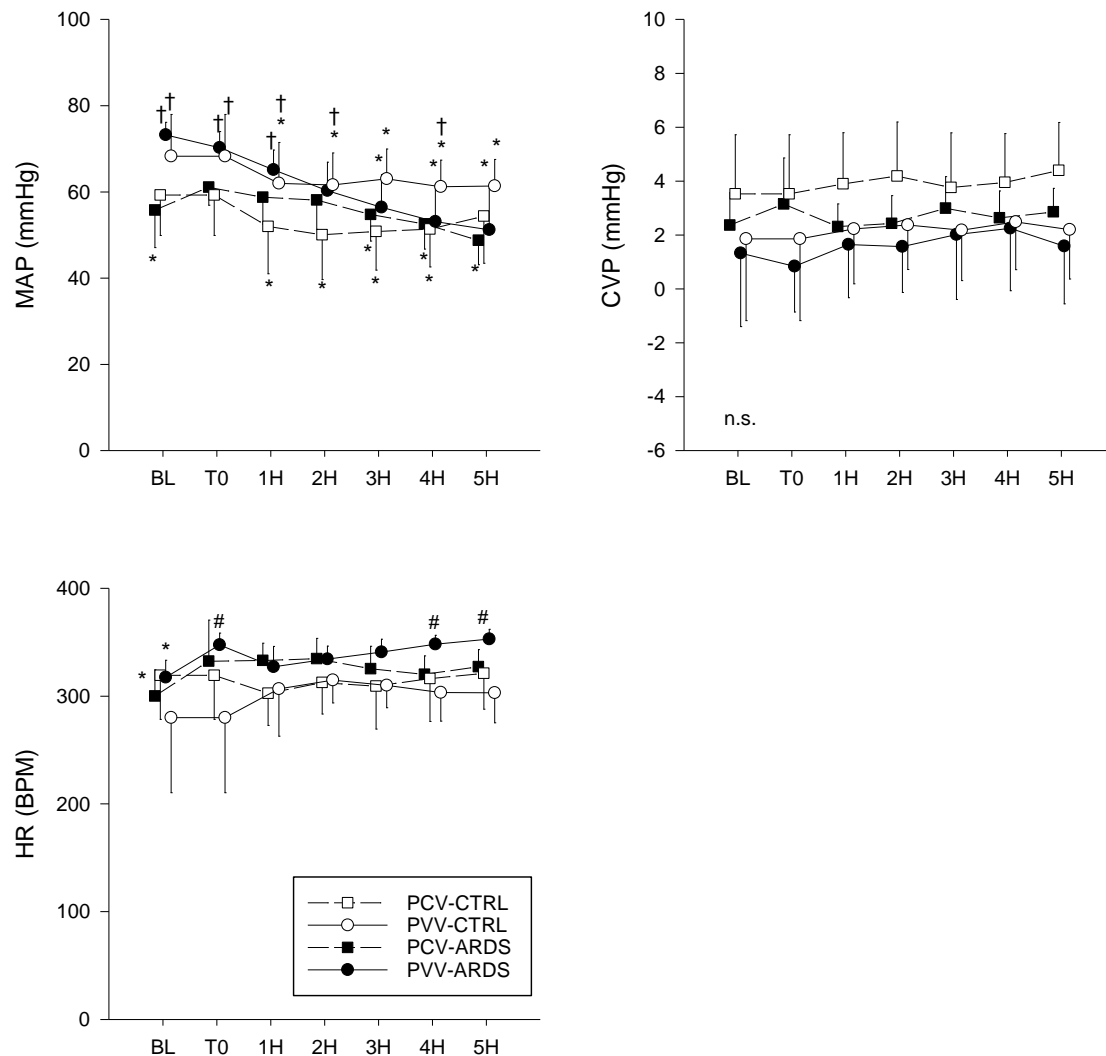 MAP (mmHg)
100
80
60
40
20
0
† †
† †
† † *
† *
* *
* † *
* *
* * * * * * * *
BL T0 1H 2H 3H 4H 5H
CVP (mmHg)
10
8
6
4
2
0
-2
-4
-6
n.s.
BL T0 1H 2H 3H 4H 5H
HR (BPM)
400
300
200
100
0
* * # # #
PCV-CTRL
PVV-CTRL
PCV-ARDS
PVV-ARDS
BL T0 1H 2H 3H 4H 5H